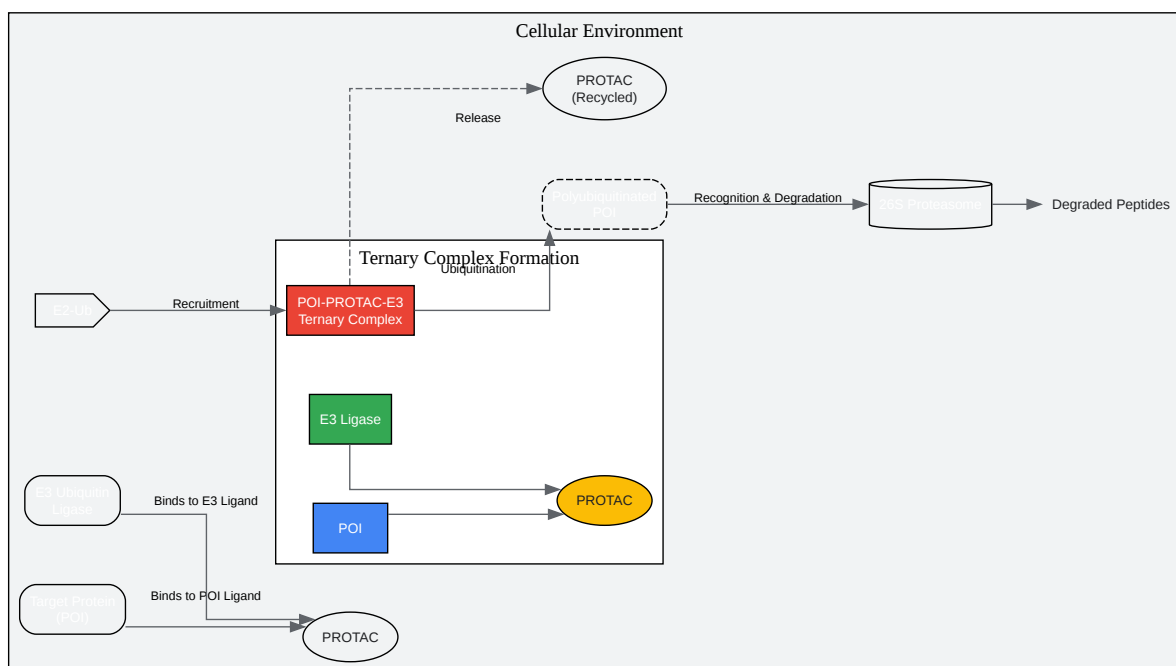 Cellular Environment
PROTAC
(Recycled)
Release
Polyubiquitinated
POI
Recognition & Degradation
26S Proteasome
Degraded Peptides
Ternary Complex Formation
Ubiquitination
E2-Ub
Recruitment
POI-PROTAC-E3
Ternary Complex
E3 Ligase
E3 Ubiquitin
Ligase
Binds to E3 Ligand
PROTAC
POI
Target Protein
(POI)
Binds to POI Ligand
PROTAC